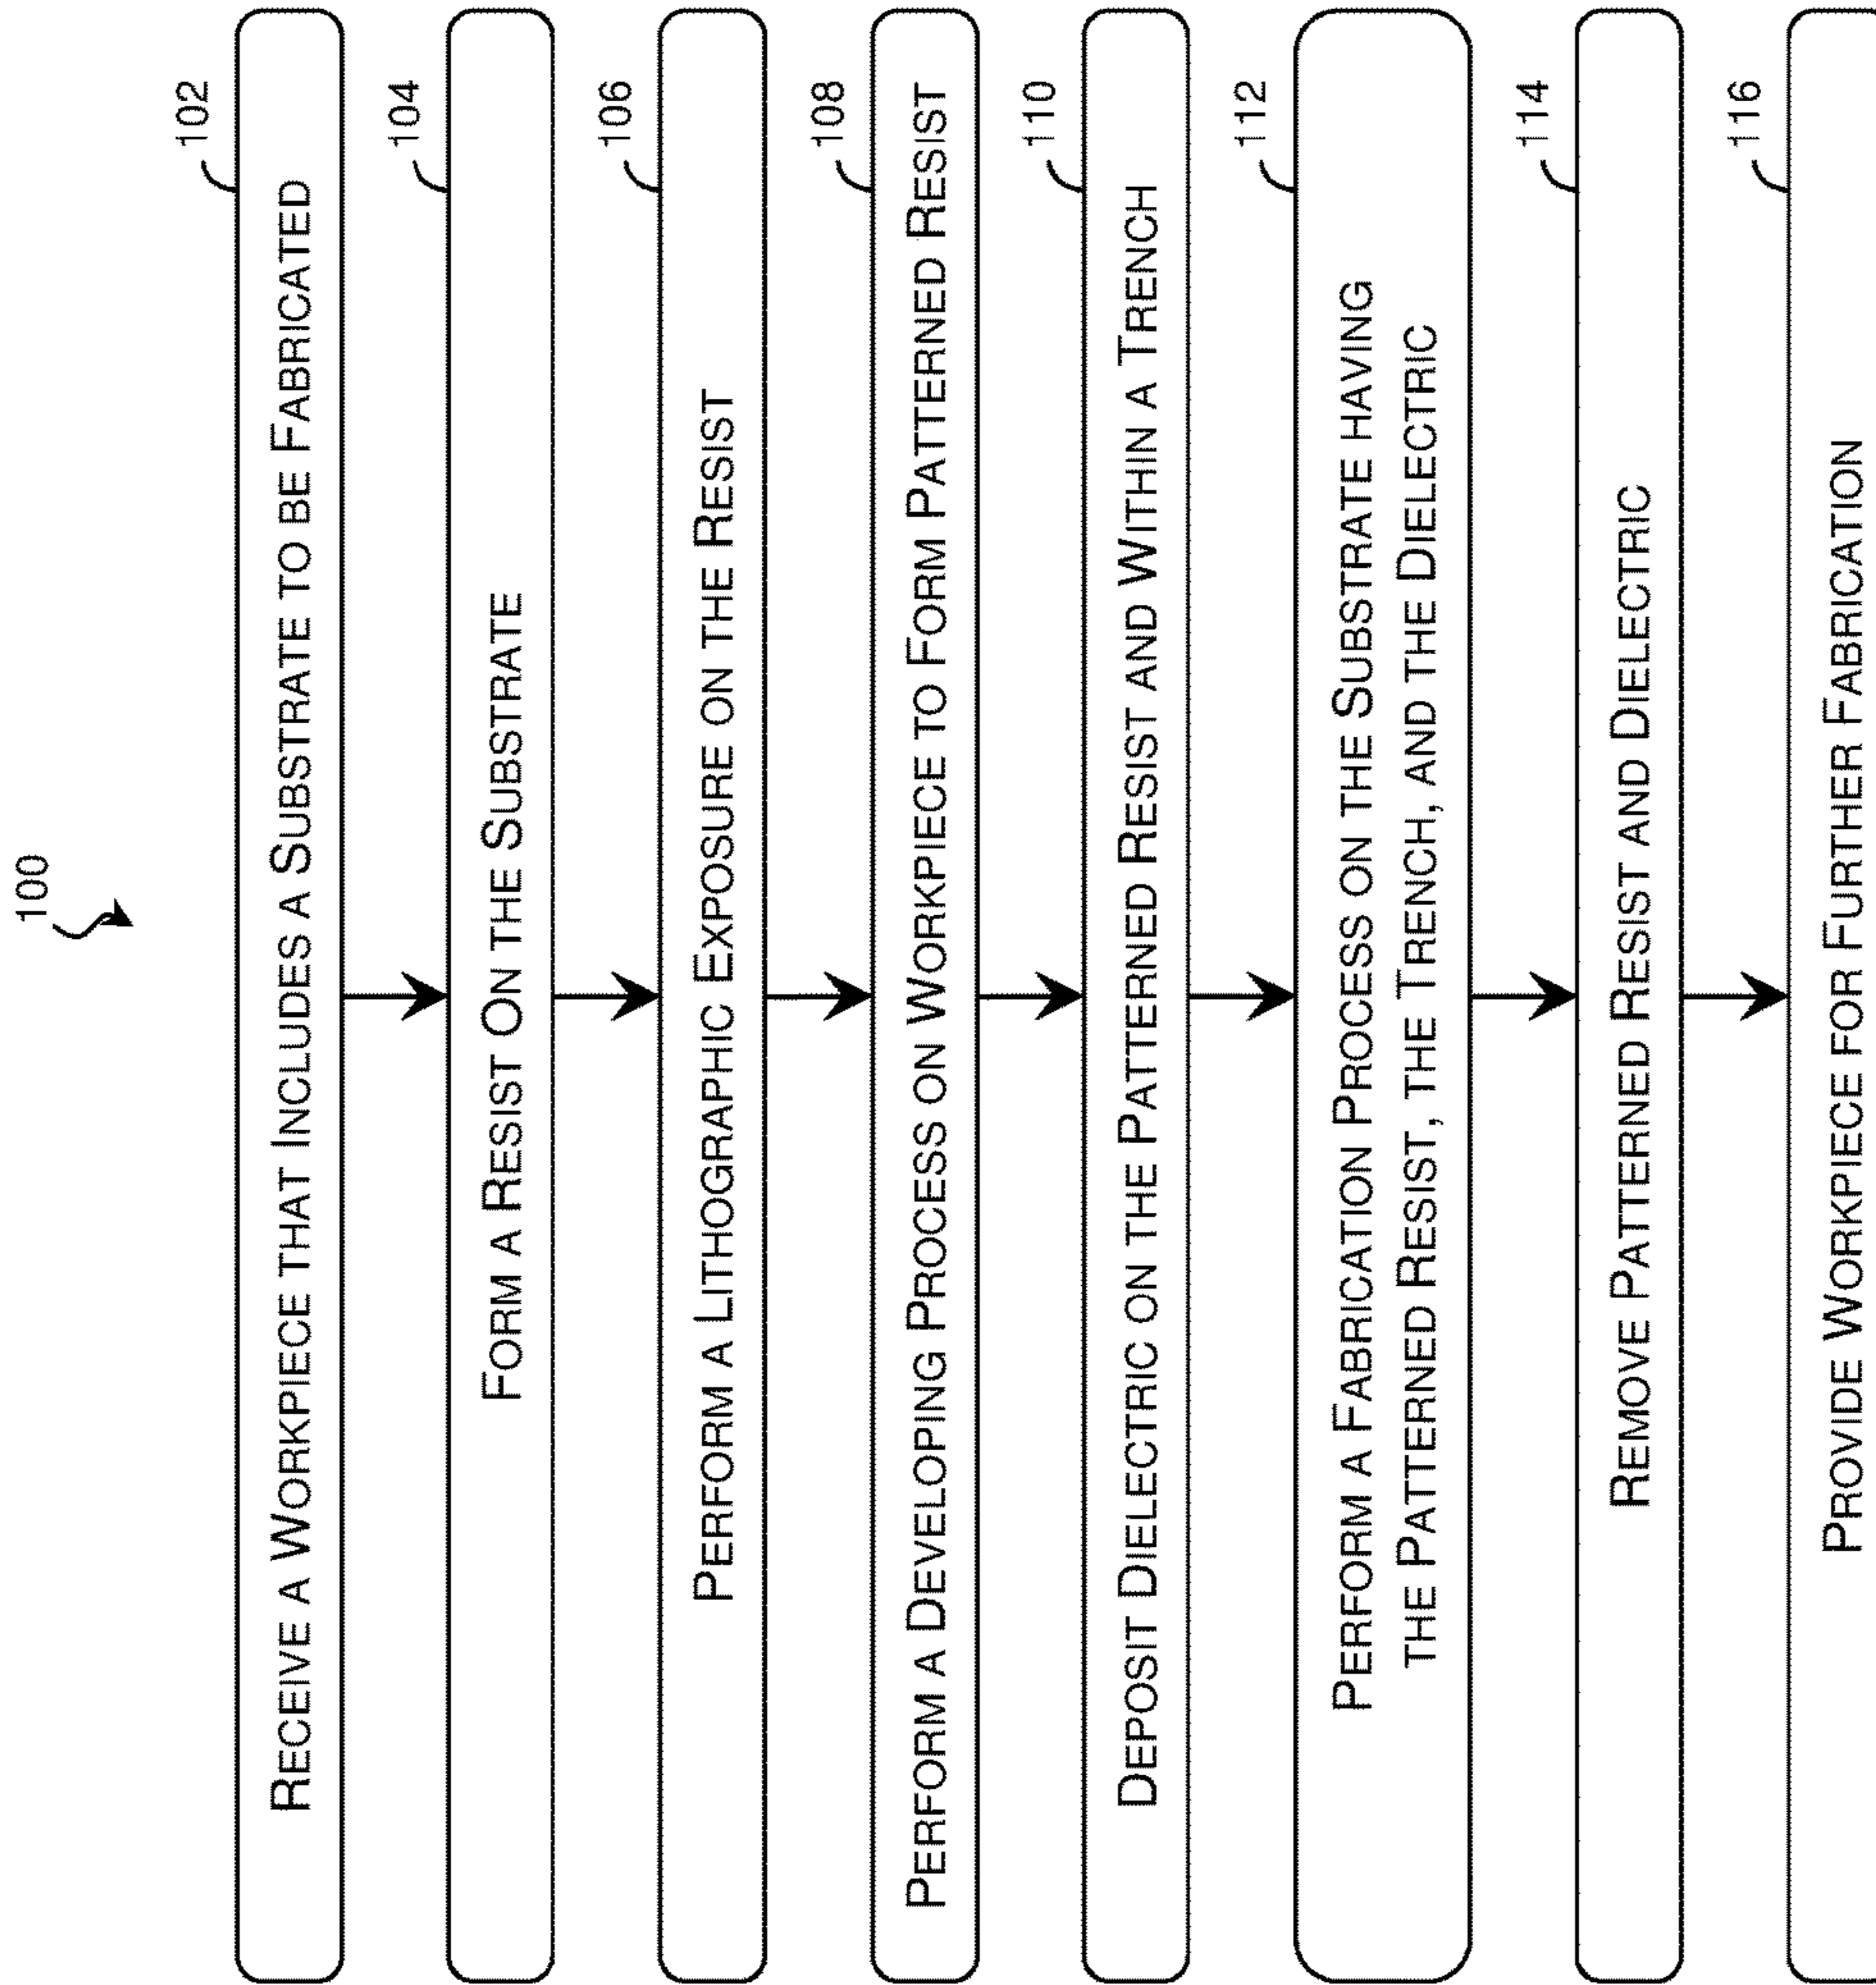 100
102
RECEIVE A WORKPIECE THAT INCLUDES A SUBSTRATE TO BE FABRICATED
104
FORM A RESIST ON THE SUBSTRATE
106
PERFORM A LITHOGRAPHIC EXPOSURE ON THE RESIST
108
PERFORM A DEVELOPING PROCESS ON WORKPIECE TO FORM PATTERNED RESIST
110
DEPOSIT DIELECTRIC ON THE PATTERNED RESIST AND WITHIN A TRENCH
112
PERFORM A FABRICATION PROCESS ON THE SUBSTRATE HAVING
THE PATTERNED RESIST, THE TRENCH, AND THE DIELECTRIC
114
REMOVE PATTERNED RESIST AND DIELECTRIC
116
PROVIDE WORKPIECE FOR FURTHER FABRICATION